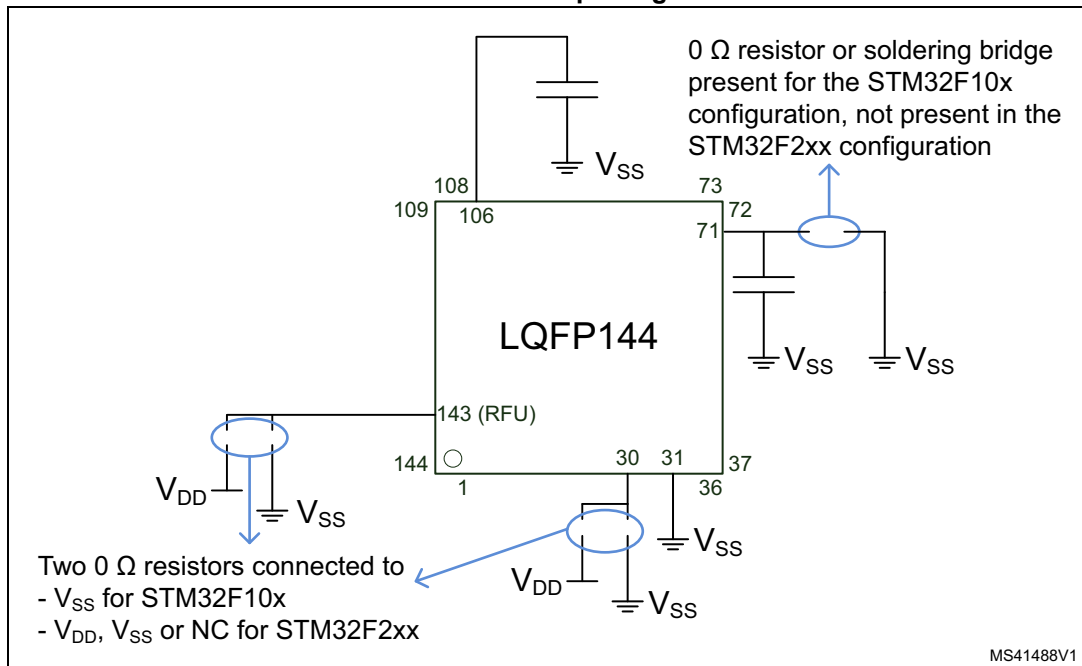 0 Ω resistor or soldering bridge
present for the STM32F10x
configuration, not present in the
STM32F2xx configuration
VSS
108
73
109
106
72
71
LQFP144
VSS
VSS
143 (RFU)
144
1
30
31
37
36
VDD
VSS
VSS
VDD
VSS
Two 0 Ω resistors connected to
- VSS for STM32F10x
- VDD, VSS or NC for STM32F2xx
MS41488V1